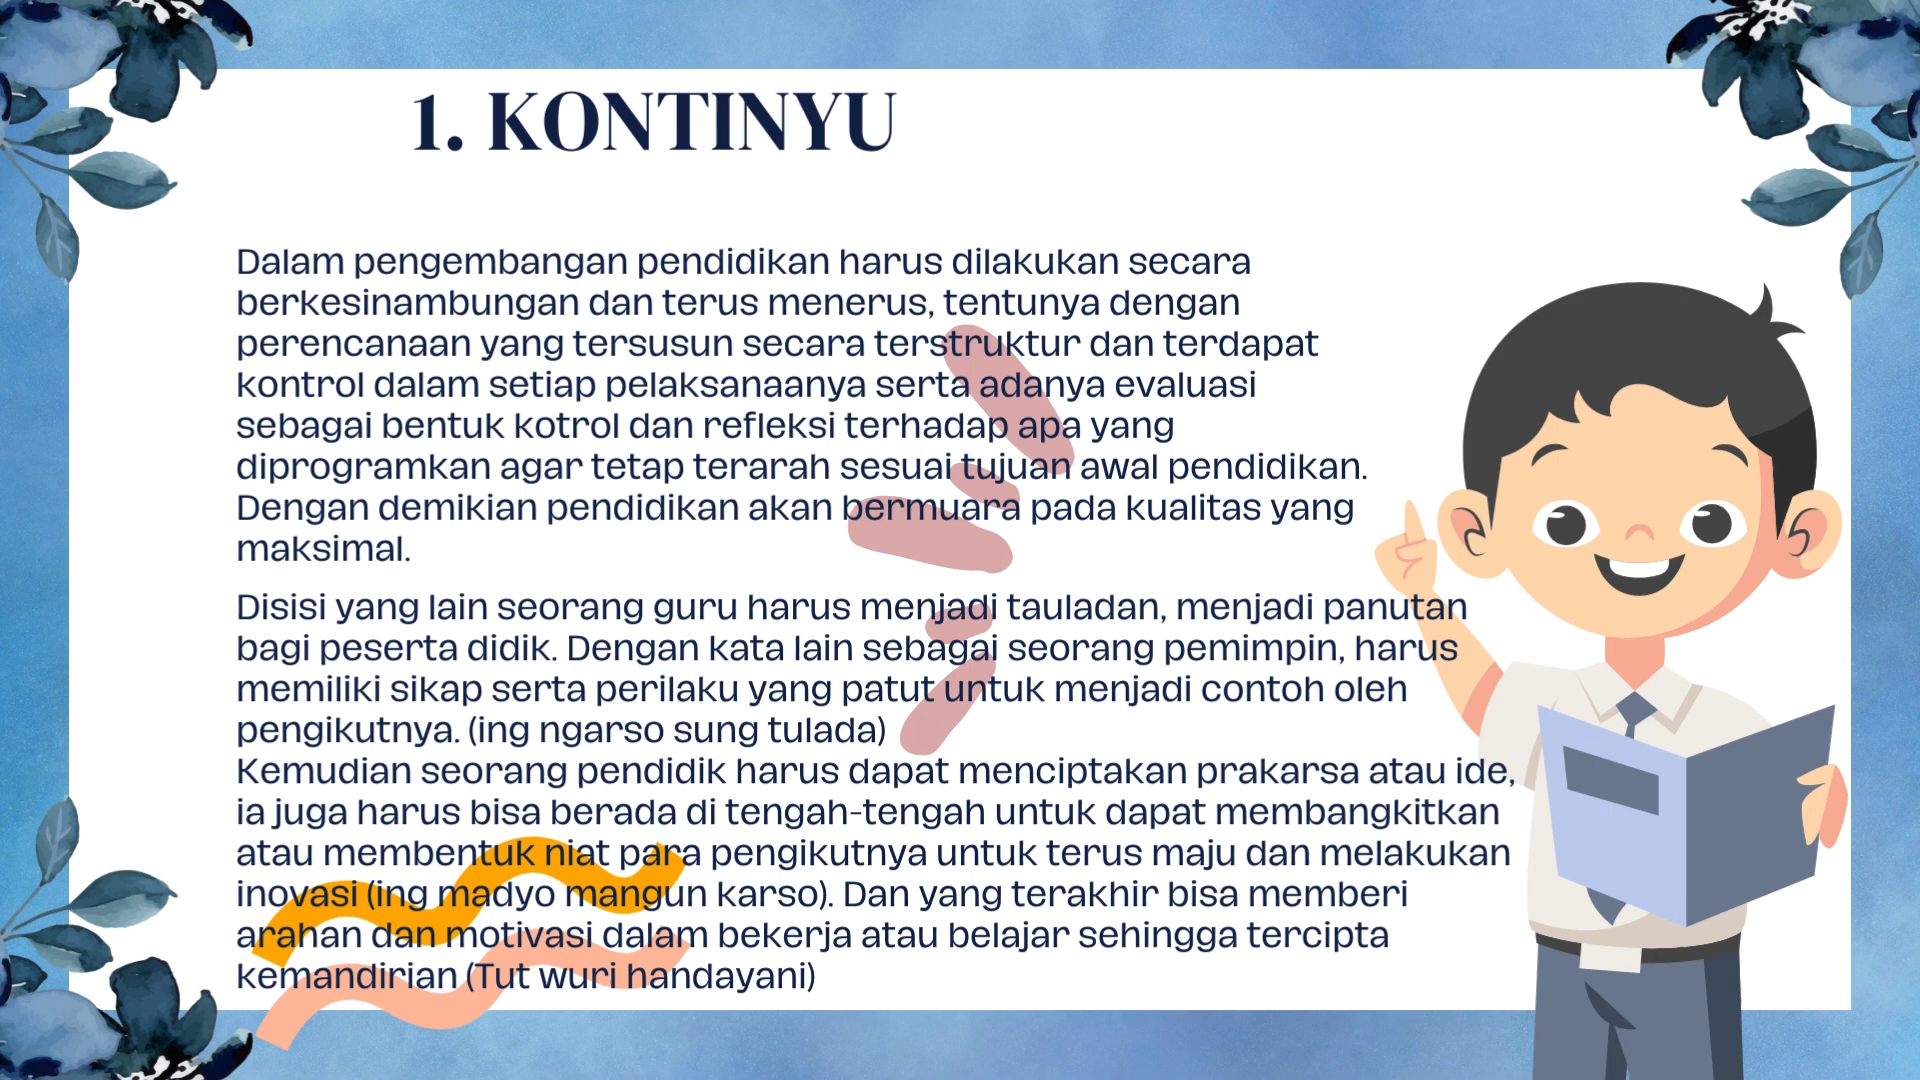 1. KONTINYU
Dalam pengembangan pendidikan harus dilakukan secara
berkesinambungan dan terus menerus, tentunya dengan
perencanaan yang tersusun secara terstruktur dan terdapat
kontrol dalam setiap pelaksanaanya serta adanya evaluasi
sebagai bentuk kotrol dan refleksi terhadap apa yang
diprogramkan agar tetap terarah sesuai tujuan awal pendidikan.
Dengan demikian pendidikan akan bermuara pada kualitas yang
maksimal.
Disisi yang lain seorang guru harus menjadi tauladan, menjadi panutan
bagi peserta didik. Dengan kata lain sebagai seorang pemimpin, harus
memiliki sikap serta perilaku yang patut untuk menjadi contoh oleh
pengikutnya. (ing ngarso sung tulada)
Kemudian seorang pendidik harus dapat menciptakan prakarsa atau ide,
ia juga harus bisa berada di tengah-tengah untuk dapat membangkitkan
atau membentuk niat para pengikutnya untuk terus maju dan melakukan
inovasi (ing madyo mangun karso). Dan yang terakhir bisa memberi
arahan dan motivasi dalam bekerja atau belajar sehingga tercipta
kemandirian (Tut wuri handayani)